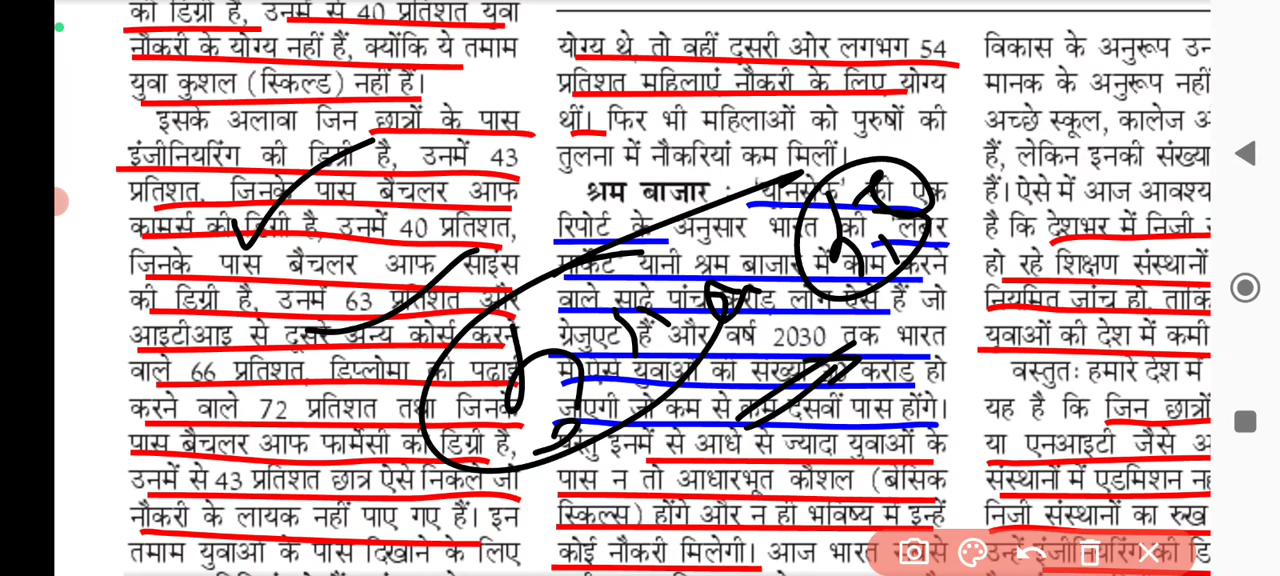 की डिग्री है, उनमें से 40 प्रतिशत युवा
नौकरी के योग्य नहीं हैं, क्योंकि ये तमाम
युवा कुशल (स्किल्ड) नहीं हैं।
इसके अलावा जिन छात्रों के पास
इंजीनियरिंग की डिग्री है, उनमें 43
प्रतिशत, जिनके पास बैचलर आफ
कामर्स की डिग्री है, उनमें 40 प्रतिशत,
जिनके पास बैचलर आफ साइंस
की डिग्री है, उनमें 63 प्रतिशत और
आइटीआइ से दूसरे अन्य कोर्स करने
वाले 66 प्रतिशत, डिप्लोमा की पढ़ाई
करने वाले 72 प्रतिशत तथा जिनके
पास बैचलर आफ फार्मेसी की डिग्री है,
उनमें से 43 प्रतिशत छात्र ऐसे निकले जो
नौकरी के लायक नहीं पाए गए हैं। इन
तमाम युवाओं के पास दिखाने के लिए
योग्य थे, तो वहीं दूसरी ओर लगभग 54
प्रतिशत महिलाएं नौकरी के लिए योग्य
थीं। फिर भी महिलाओं को पुरुषों की
तुलना में नौकरियां कम मिलीं।
श्रम बाजार : की एक
रिपोर्ट के अनुसार भारत की लेबर
मार्केट यानी श्रम बाजार में काम करने
वाले साढ़े पांच करोड़ लोग ऐसे हैं जो
ग्रेजुएट हैं और वर्ष 2030 तक भारत
में ऐसे युवाओं की संख्या करोड़ हो
जाएगी जो कम से कम दसवीं पास होंगे।
परंतु इनमें से आधे से ज्यादा युवाओं के
पास न तो आधारभूत कौशल (बेसिक
स्किल्स) होंगे और न ही भविष्य में इन्हें
कोई नौकरी मिलेगी। आज भारत
विकास के अनुरूप
मानक के अनुरूप नहीं
अच्छे स्कूल, कालेज
हैं, लेकिन इनकी संख्या
हैं। ऐसे में आज
है कि देशभर में निजी
हो रहे शिक्षण संस्थानों
नियमित जांच हो, ताकि
युवाओं की देश में कमी
वस्तुतः हमारे देश में
यह है कि जिन छात्रों
या एनआइटी जैसे
संस्थानों में एडमिशन
निजी संस्थानों का रुख
उन्हें इंजीनियरिंग की